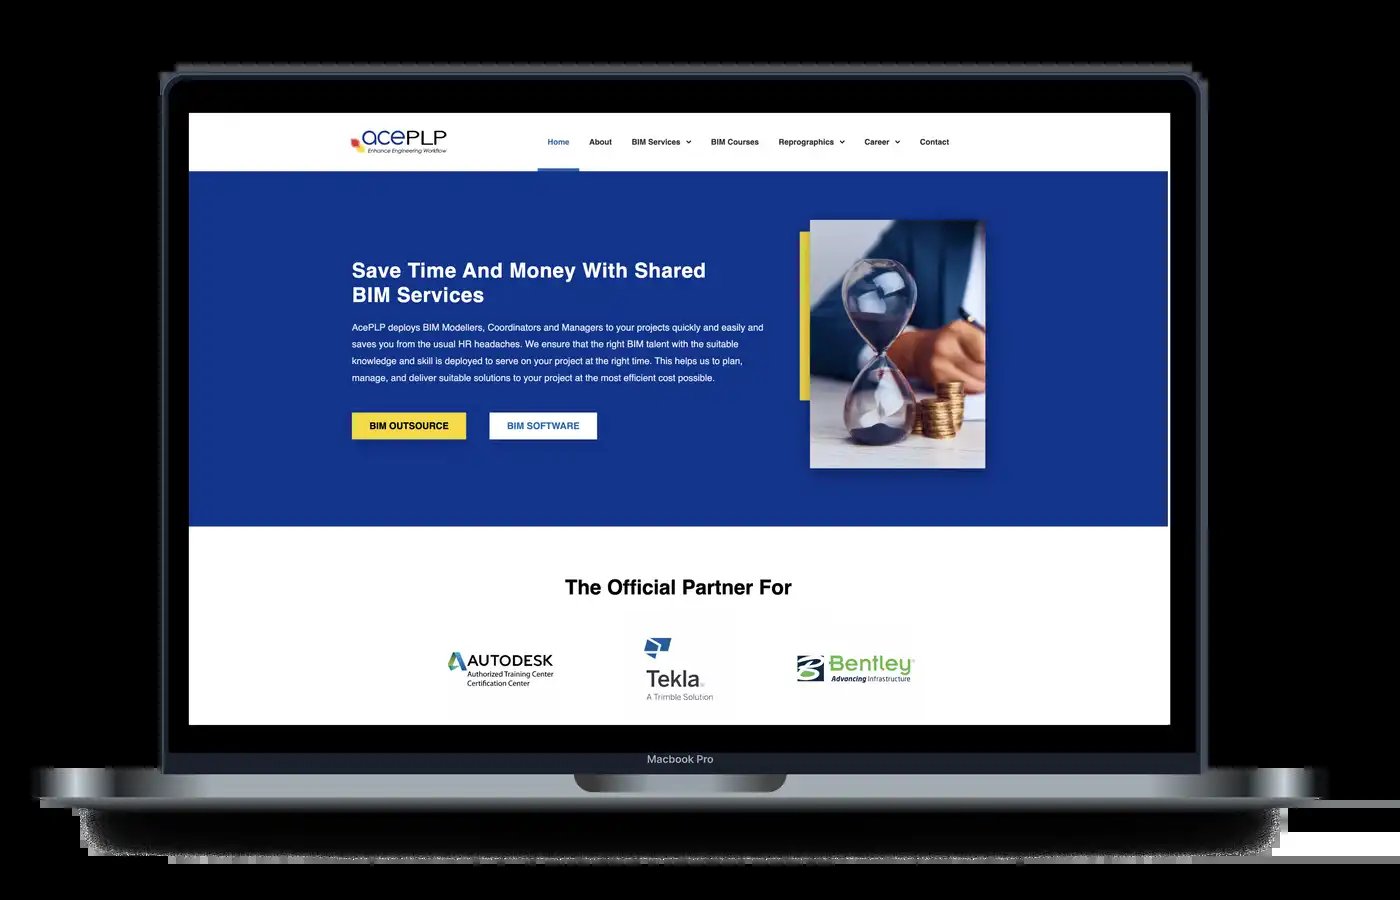 acePLP
Enhance Engineering Workflow
Home About BIM Services BIM Courses Reprographics Career Contact
Save Time And Money With Shared
BIM Services
AcePLP deploys BIM Modellers, Coordinators and Managers to your projects quickly and easily and
saves you from the usual HR headaches. We ensure that the right BIM talent with the suitable
knowledge and skill is deployed to serve on your project at the right time. This helps us to plan,
manage, and deliver suitable solutions to your project at the most efficient cost possible.
BIM OUTSOURCE BIM SOFTWARE
The Official Partner For
AUTODESK
Authorized Training Center
Certification Center
Tekla
A Trimble Solution
Bentley
Advancing Infrastructure
Macbook Pro